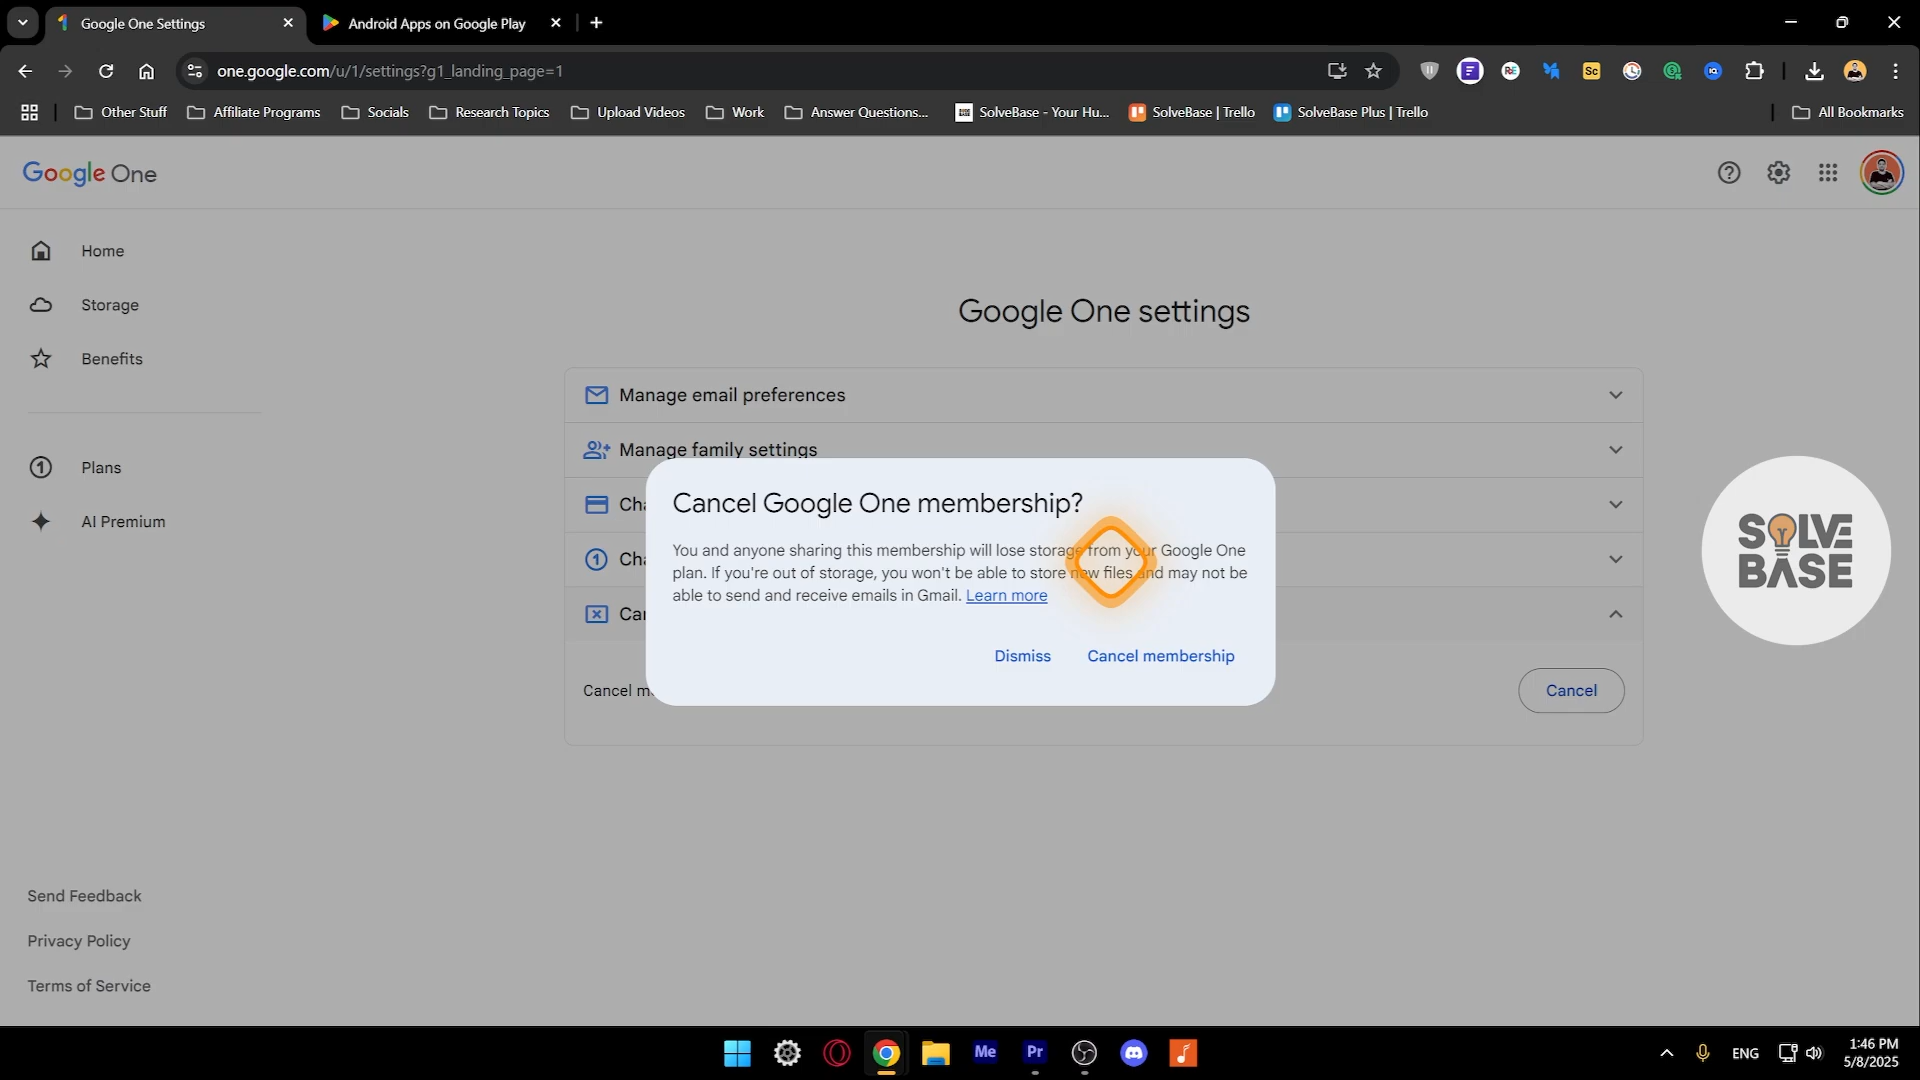 Google One Settings
Android Apps on Google Play
one.google.com/u/1/settings?g1_landing_page=1
Other Stuff
Affiliate Programs
Socials
Research Topics
Upload Videos
Work
Answer Questions...
SolveBase - Your Hu...
SolveBase | Trello
SolveBase Plus | Trello
All Bookmarks
Google One
Home
Storage
Benefits
Plans
AI Premium
Google One settings
Manage email preferences
Manage family settings
Cha
Cha
Can
Cancel m
Cancel
Cancel Google One membership?
You and anyone sharing this membership will lose storage from your Google One
plan. If you're out of storage, you won't be able to store new files and may not be
able to send and receive emails in Gmail. Learn more
Dismiss
Cancel membership
SOLVE
BASE
Send Feedback
Privacy Policy
Terms of Service
Me
Pr
ENG
1:46 PM
5/8/2025